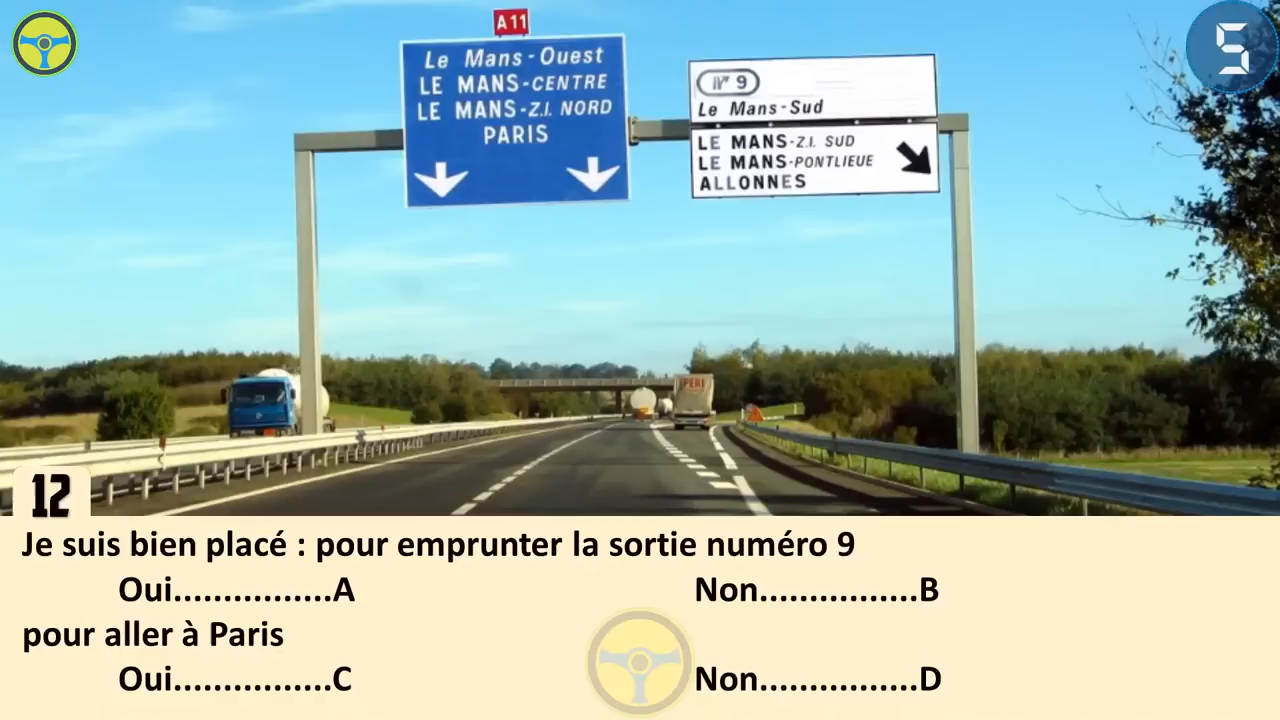 A 11
5
Le Mans-Ouest
LE MANS-CENTRE
LE MANS-Z.I. NORD
PARIS
9
Le Mans-Sud
LE MANS-Z.I. SUD
LE MANS-PONTLIEUE
ALLONNES
PERI
12
Je suis bien placé : pour emprunter la sortie numéro 9
Oui................A Non................B
pour aller à Paris
Oui................C Non................D